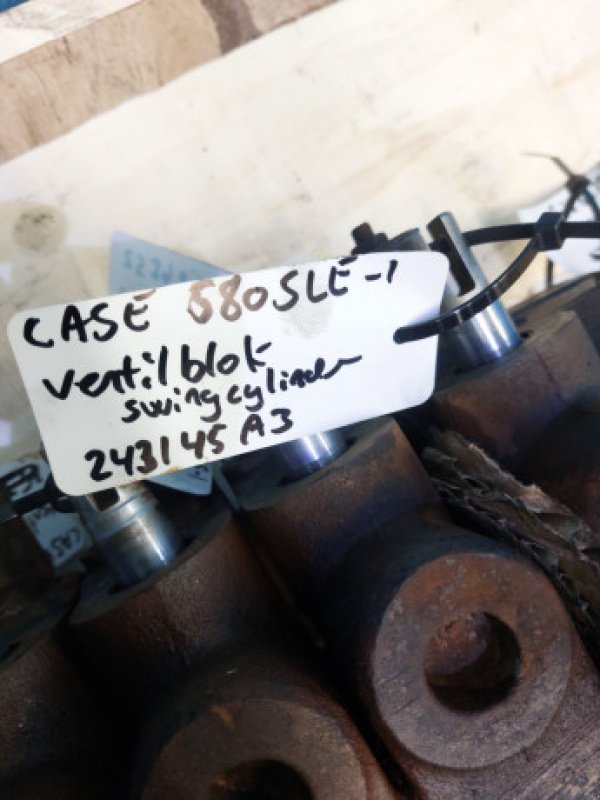 CASE 580SLE-1
ventilblok
swingcylinder
243145A3